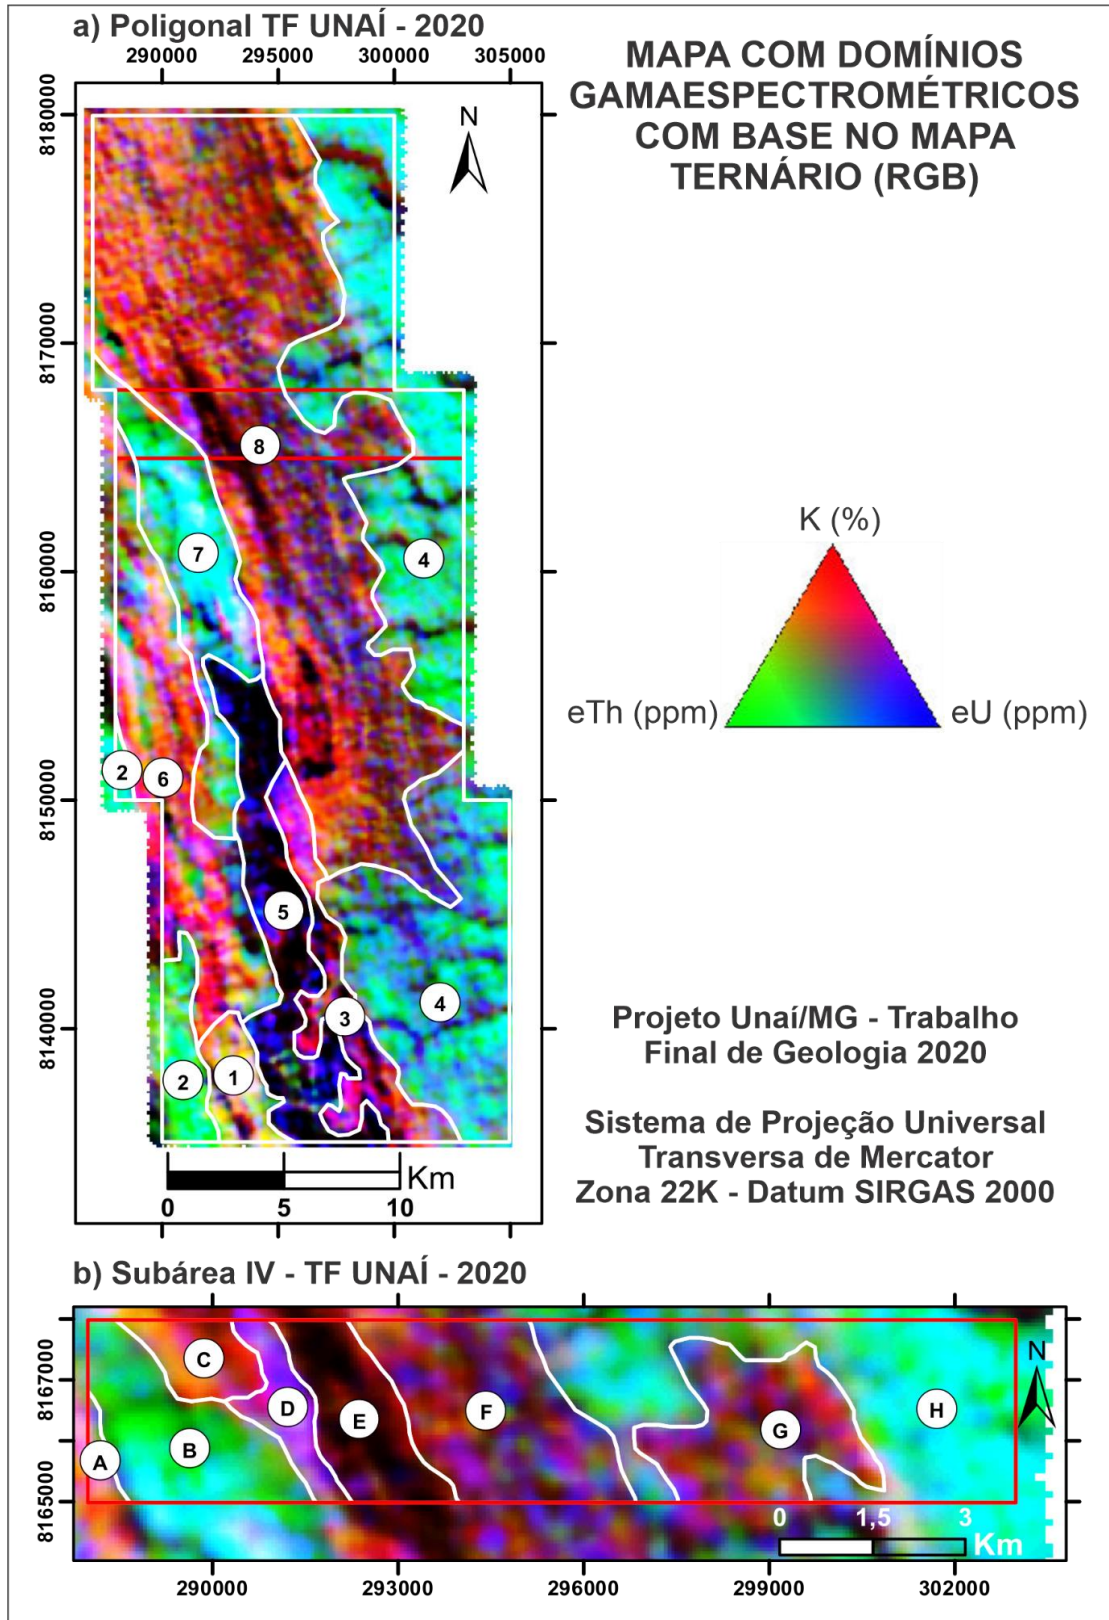 a) Poligonal TF UNAÍ - 2020
290000 295000 300000 305000
MAPA COM DOMÍNIOS
GAMAESPECTROMÉTRICOS
COM BASE NO MAPA
TERNÁRIO (RGB)
N
8180000
8170000
8160000
8150000
8140000
8
7
4
2
6
5
3
4
2
1
K (%)
eTh (ppm)
eU (ppm)
Projeto Unaí/MG - Trabalho
Final de Geologia 2020
Sistema de Projeção Universal
Transversa de Mercator
Zona 22K - Datum SIRGAS 2000
Km
0 5 10
b) Subárea IV - TF UNAÍ - 2020
8167000
8165000
C
D
E
F
G
H
A
B
N
0 1,5 3
Km
290000 293000 296000 299000 302000